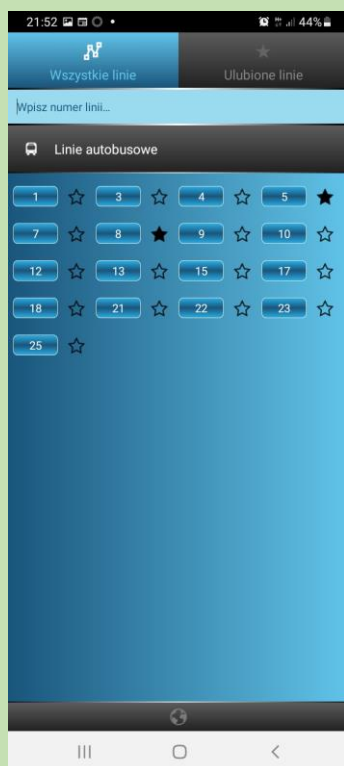 21:52 44%
Wszystkie linie Ulubione linie
Wpisz numer linii...
Linie autobusowe
1 3 4 5
7 8 9 10
12 13 15 17
18 21 22 23
25